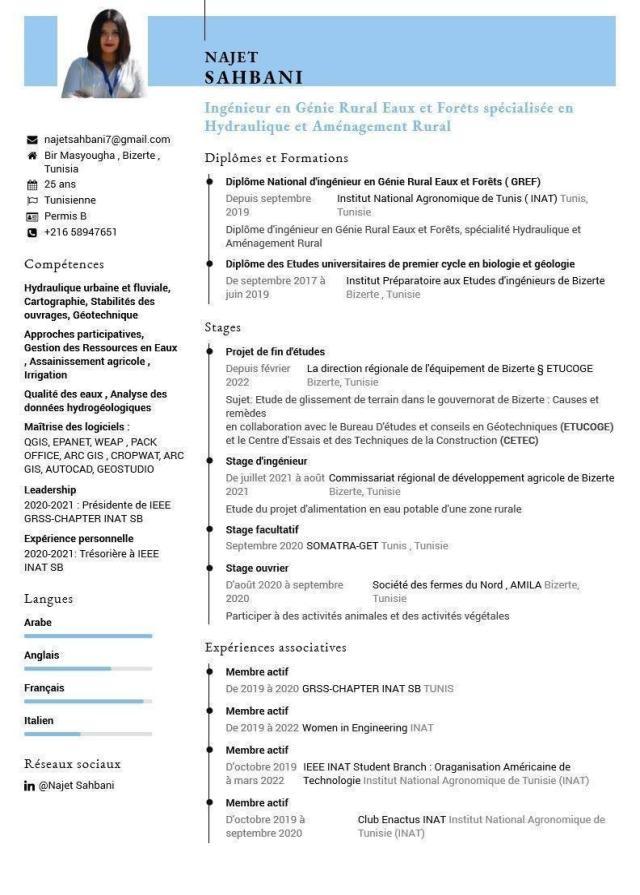 NAJET
SAHBANI
Ingénieur en Génie Rural Eaux et Forêts spécialisée en
Hydraulique et Aménagement Rural
najetsahbani7@gmail.com
Bir Masyougha , Bizerte ,
Tunisia
25 ans
Tunisienne
Permis B
+216 58947651
Compétences
Hydraulique urbaine et fluviale,
Cartographie, Stabilités des
ouvrages, Géotechnique
Approches participatives,
Gestion des Ressources en Eaux
, Assainissement agricole ,
Irrigation
Qualité des eaux , Analyse des
données hydrogéologiques
Maîtrise des logiciels :
QGIS, EPANET, WEAP , PACK
OFFICE, ARC GIS , CROPWAT, ARC
GIS, AUTOCAD, GEOSTUDIO
Leadership
2020-2021 : Présidente de IEEE
GRSS-CHAPTER INAT SB
Expérience personnelle
2020-2021: Trésorière à IEEE
INAT SB
Langues
Arabe
Anglais
Français
Italien
Réseaux sociaux
in @Najet Sahbani
Diplômes et Formations
Diplôme National d'ingénieur en Génie Rural Eaux et Forêts ( GREF)
Depuis septembre Institut National Agronomique de Tunis ( INAT) Tunis,
2019 Tunisie
Diplôme d'ingénieur en Génie Rural Eaux et Forêts, spécialité Hydraulique et
Aménagement Rural
Diplôme des Etudes universitaires de premier cycle en biologie et géologie
De septembre 2017 à Institut Préparatoire aux Etudes d'ingénieurs de Bizerte
juin 2019 Bizerte , Tunisie
Stages
Projet de fin d'études
Depuis février La direction régionale de l'équipement de Bizerte § ETUCOGE
2022 Bizerte, Tunisie
Sujet: Etude de glissement de terrain dans le gouvernorat de Bizerte : Causes et
remèdes
en collaboration avec le Bureau D'études et conseils en Géotechniques (ETUCOGE)
et le Centre d'Essais et des Techniques de la Construction (CETEC)
Stage d'ingénieur
De juillet 2021 à août Commissariat régional de développement agricole de Bizerte
2021 Bizerte, Tunisie
Etude du projet d'alimentation en eau potable d'une zone rurale
Stage facultatif
Septembre 2020 SOMATRA-GET Tunis , Tunisie
Stage ouvrier
D'août 2020 à septembre Société des fermes du Nord , AMILA Bizerte,
2020 Tunisie
Participer à des activités animales et des activités végétales
Expériences associatives
Membre actif
De 2019 à 2020 GRSS-CHAPTER INAT SB TUNIS
Membre actif
De 2019 à 2022 Women in Engineering INAT
Membre actif
D'octobre 2019 IEEE INAT Student Branch : Oraganisation Américaine de
à mars 2022 Technologie Institut National Agronomique de Tunisie (INAT)
Membre actif
D'octobre 2019 à Club Enactus INAT Institut National Agronomique de
septembre 2020 Tunisie (INAT)